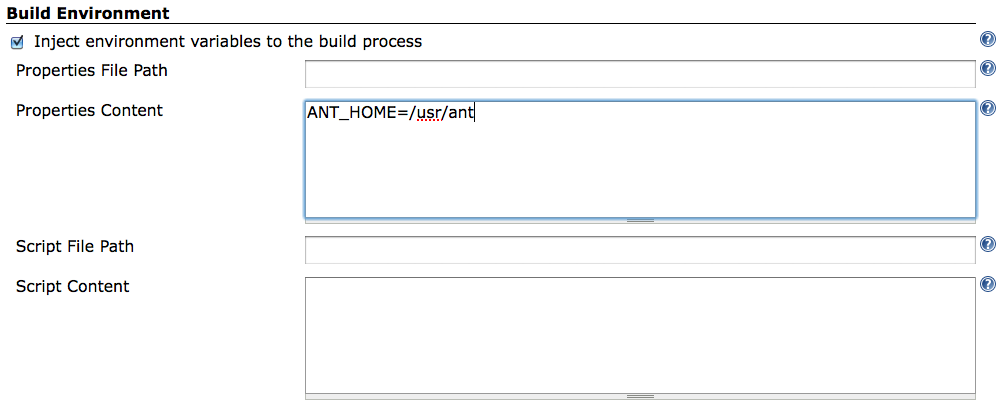 Build Environment
Inject environment variables to the build process
Properties File Path
Properties Content
ANT_HOME=/usr/ant
Script File Path
Script Content